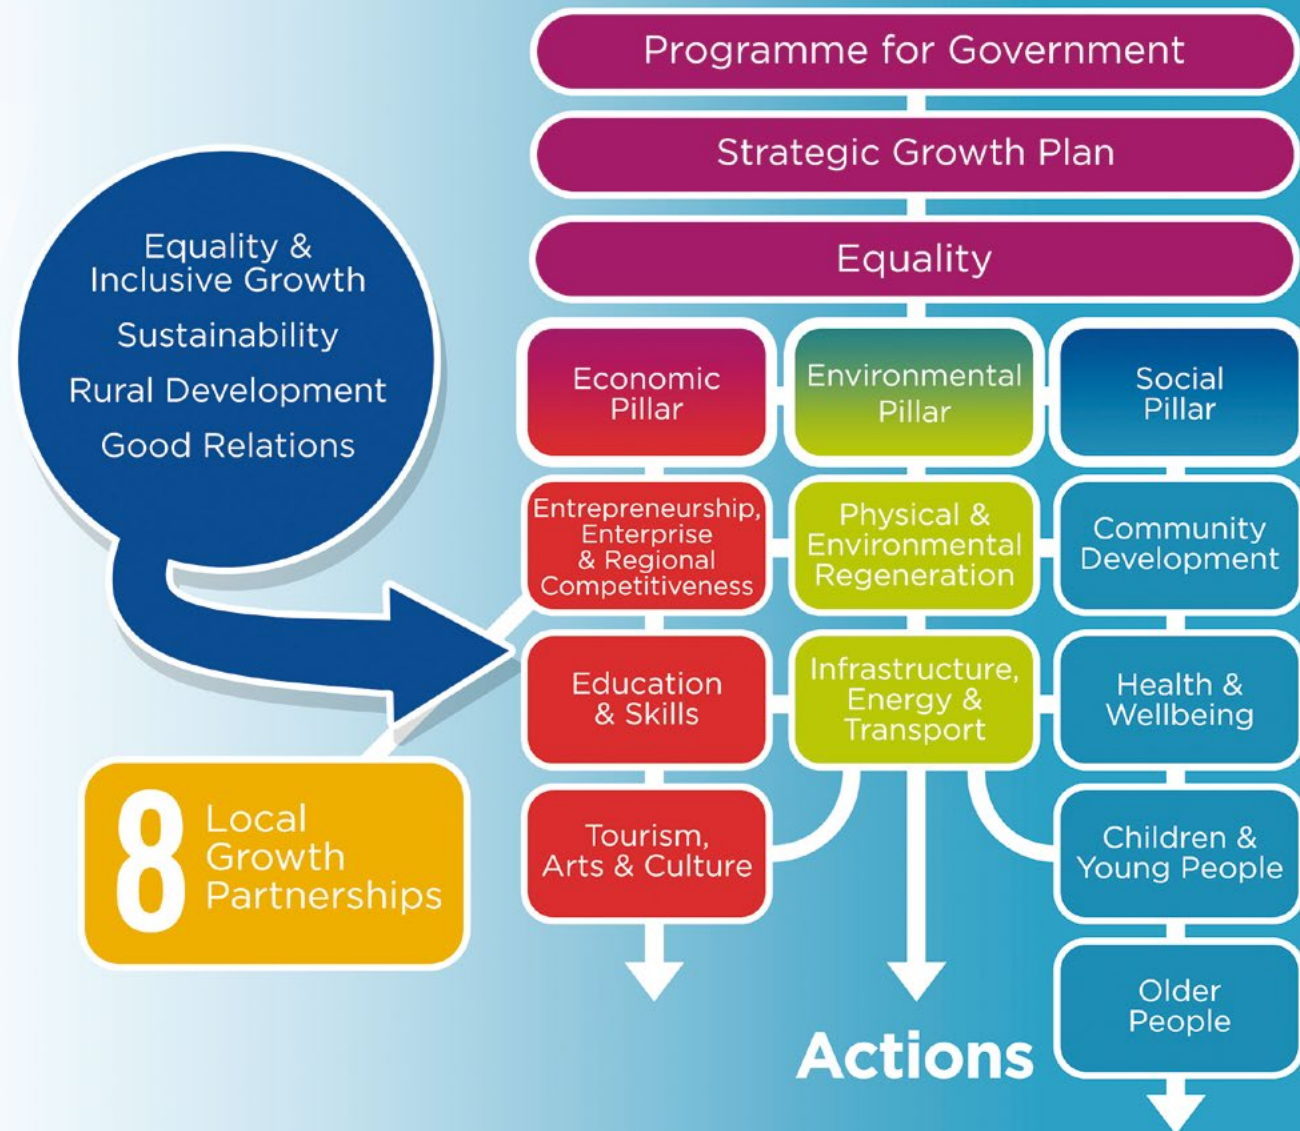 Programme for Government
Strategic Growth Plan
Equality
Equality &
Inclusive Growth
Sustainability
Rural Development
Good Relations
8
Local
Growth
Partnerships
Economic
Pillar
Entrepreneurship,
Enterprise
& Regional
Competitiveness
Education
& Skills
Tourism,
Arts & Culture
Environmental
Pillar
Physical &
Environmental
Regeneration
Infrastructure,
Energy &
Transport
Social
Pillar
Community
Development
Health &
Wellbeing
Children &
Young People
Older
People
Actions